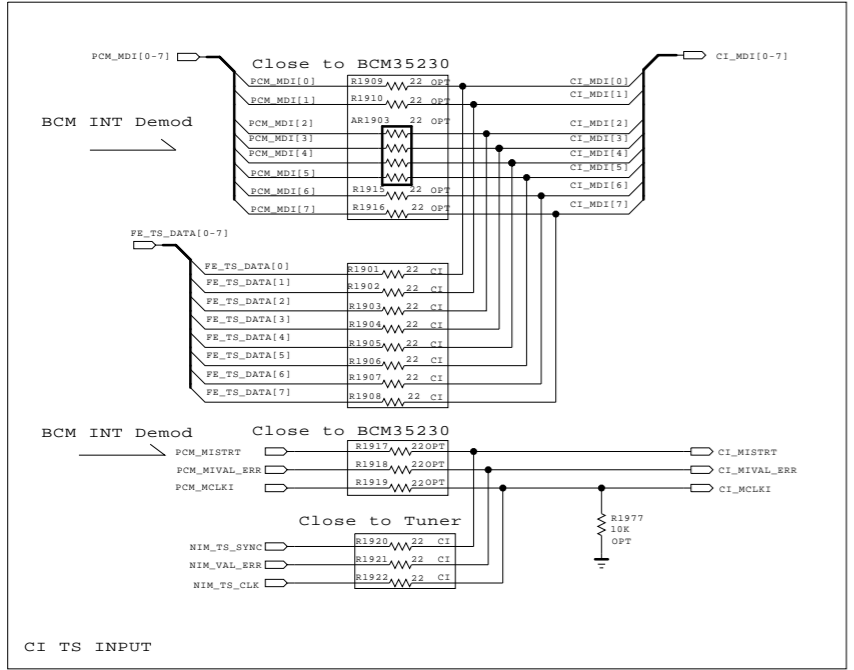 PCM_MDI[0-7]
CI_MDI[0-7]
Close to BCM35230
PCM_MDI[0] R1909 22 OPT CI_MDI[0]
PCM_MDI[1] R1910 22 OPT CI_MDI[1]
BCM INT Demod
PCM_MDI[2] AR1903 22 OPT CI_MDI[2]
PCM_MDI[3] CI_MDI[3]
PCM_MDI[4] CI_MDI[4]
PCM_MDI[5] CI_MDI[5]
PCM_MDI[6] R1915 22 OPT CI_MDI[6]
PCM_MDI[7] R1916 22 OPT CI_MDI[7]
FE_TS_DATA[0-7]
FE_TS_DATA[0] R1901 22 CI
FE_TS_DATA[1] R1902 22 CI
FE_TS_DATA[2] R1903 22 CI
FE_TS_DATA[3] R1904 22 CI
FE_TS_DATA[4] R1905 22 CI
FE_TS_DATA[5] R1906 22 CI
FE_TS_DATA[6] R1907 22 CI
FE_TS_DATA[7] R1908 22 CI
BCM INT Demod
Close to BCM35230
PCM_MISTRT R1917 22OPT CI_MISTRT
PCM_MIVAL_ERR R1918 22OPT CI_MIVAL_ERR
PCM_MCLKI R1919 22OPT CI_MCLKI
R1977
10K
OPT
Close to Tuner
NIM_TS_SYNC R1920 22 CI
NIM_VAL_ERR R1921 22 CI
NIM_TS_CLK R1922 22 CI
CI TS INPUT